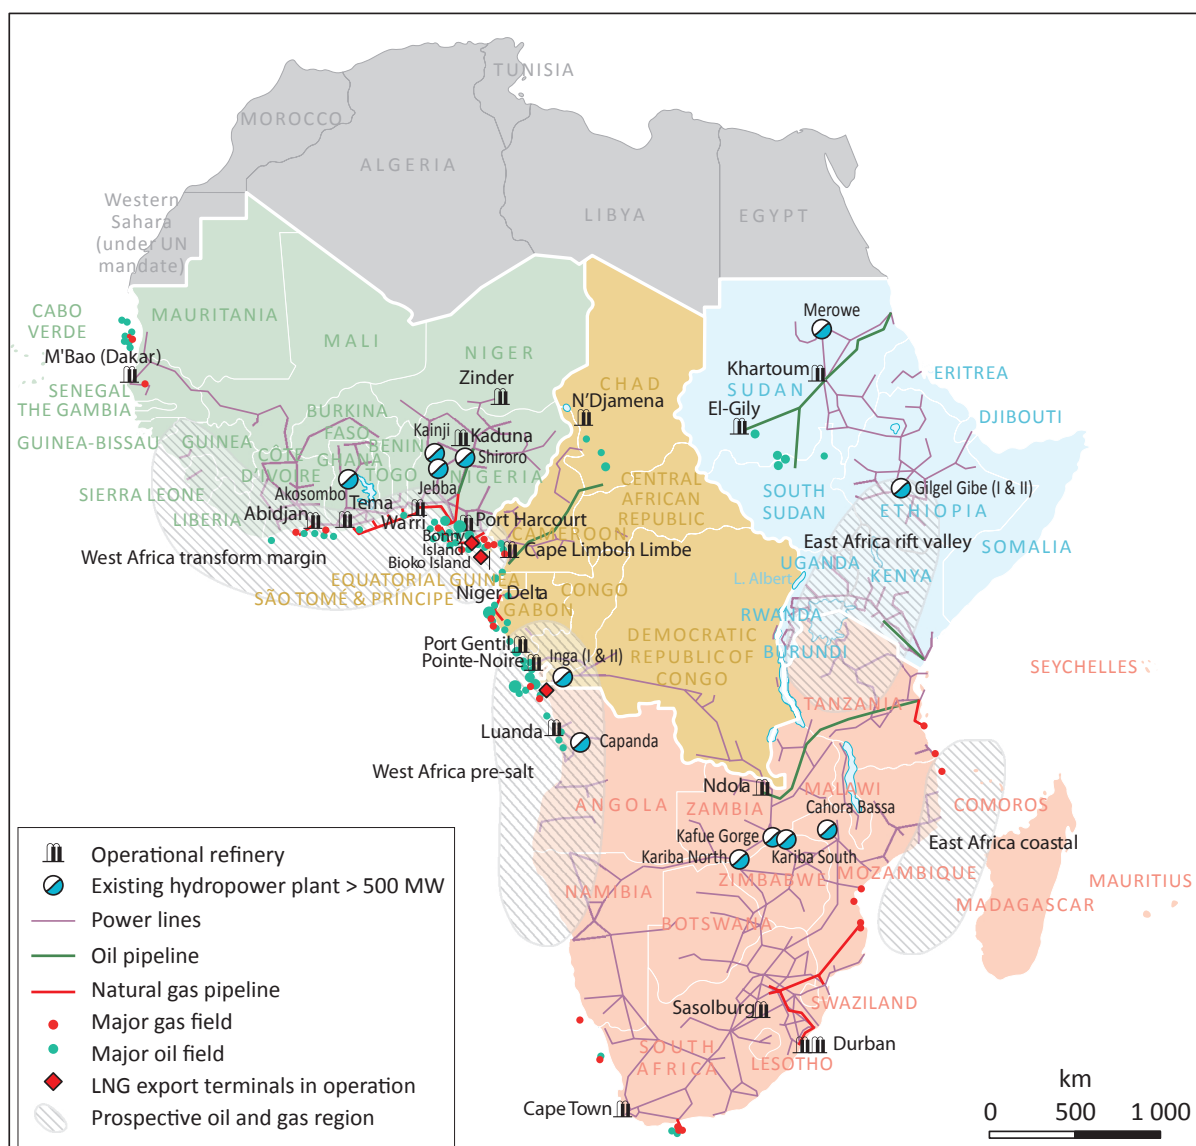 TUNISIA
MOROCCO
ALGERIA
LIBYA
EGYPT
Western
Sahara
(under UN
mandate)
CABO
VERDE
MAURITANIA
MALI
NIGER
CHAD
SUDAN
ERITREA
DJIBOUTI
Merowe
Khartoum
El-Gily
M'Bao (Dakar)
SENEGAL
THE GAMBIA
GUINEA-BISSAU
GUINEA
SIERRA LEONE
LIBERIA
CÔTE
D'IVOIRE
BURKINA
FASO
GHANA
TOGO
BENIN
NIGERIA
Zinder
N'Djamena
Kainji
Kaduna
Shiroro
Jebba
Akosombo
Tema
Abidjan
Warri
Port Harcourt
Bonny
Island
Bioko Island
Cape Limboh Limbe
CAMEROON
CENTRAL
AFRICAN
REPUBLIC
SOUTH
SUDAN
Gilgel Gibe (I & II)
ETHIOPIA
SOMALIA
East Africa rift valley
UGANDA
KENYA
L. Albert
RWANDA
BURUNDI
West Africa transform margin
EQUATORIAL GUINEA
SÃO TOMÉ & PRÍNCIPE
Niger Delta
GABON
CONGO
DEMOCRATIC
REPUBLIC OF
CONGO
Port Gentil
Pointe-Noire
Inga (I & II)
SEYCHELLES
TANZANIA
Luanda
Capanda
West Africa pre-salt
Ndola
ANGOLA
ZAMBIA
MALAWI
Cahora Bassa
COMOROS
Kafue Gorge
Kariba North
Kariba South
East Africa coastal
ZIMBABWE
MOZAMBIQUE
MAURITIUS
MADAGASCAR
NAMIBIA
BOTSWANA
Sasolburg
SWAZILAND
SOUTH
AFRICA
LESOTHO
Durban
Cape Town
Operational refinery
Existing hydropower plant > 500 MW
Power lines
Oil pipeline
Natural gas pipeline
Major gas field
Major oil field
LNG export terminals in operation
Prospective oil and gas region
km
0 500 1 000